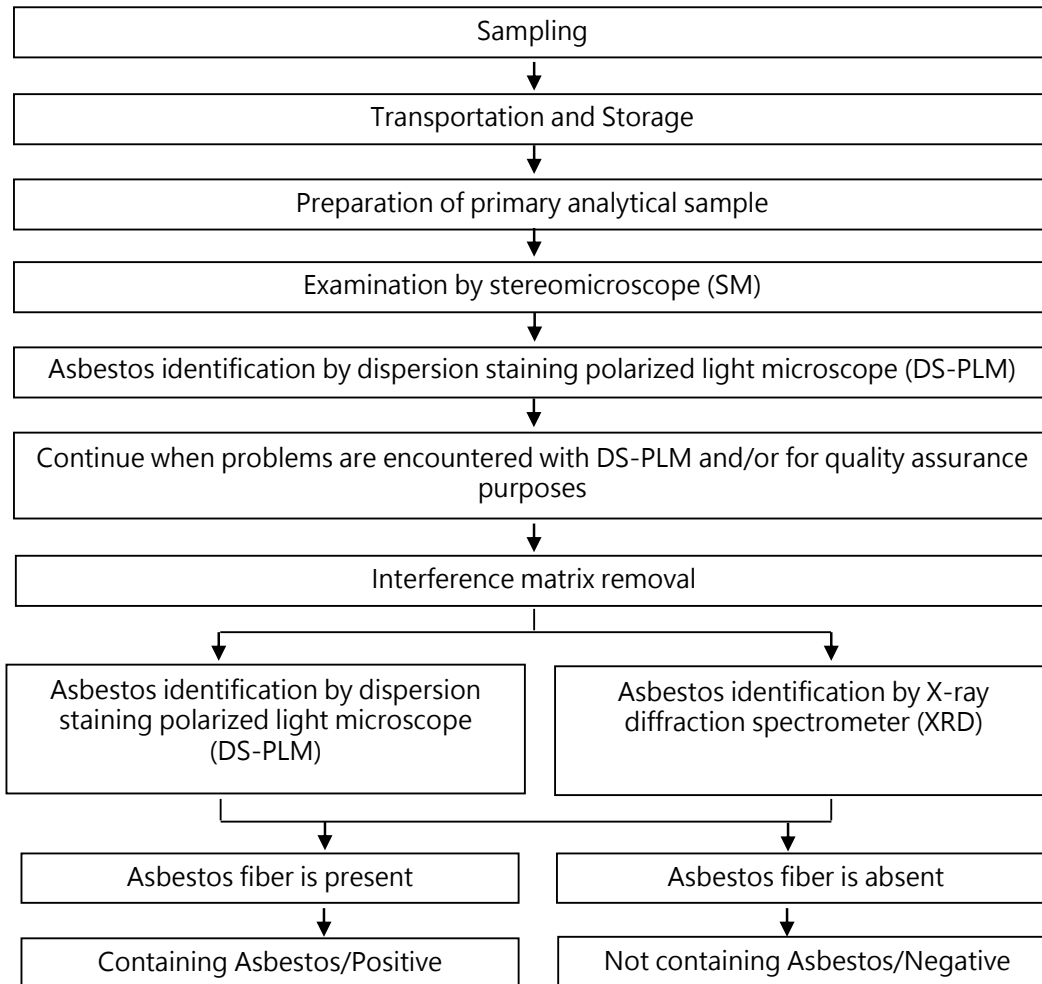 Sampling
Transportation and Storage
Preparation of primary analytical sample
Examination by stereomicroscope (SM)
Asbestos identification by dispersion staining polarized light microscope (DS-PLM)
Continue when problems are encountered with DS-PLM and/or for quality assurance
purposes
Interference matrix removal
Asbestos identification by dispersion
staining polarized light microscope
(DS-PLM)
Asbestos identification by X-ray
diffraction spectrometer (XRD)
Asbestos fiber is present
Asbestos fiber is absent
Containing Asbestos/Positive
Not containing Asbestos/Negative